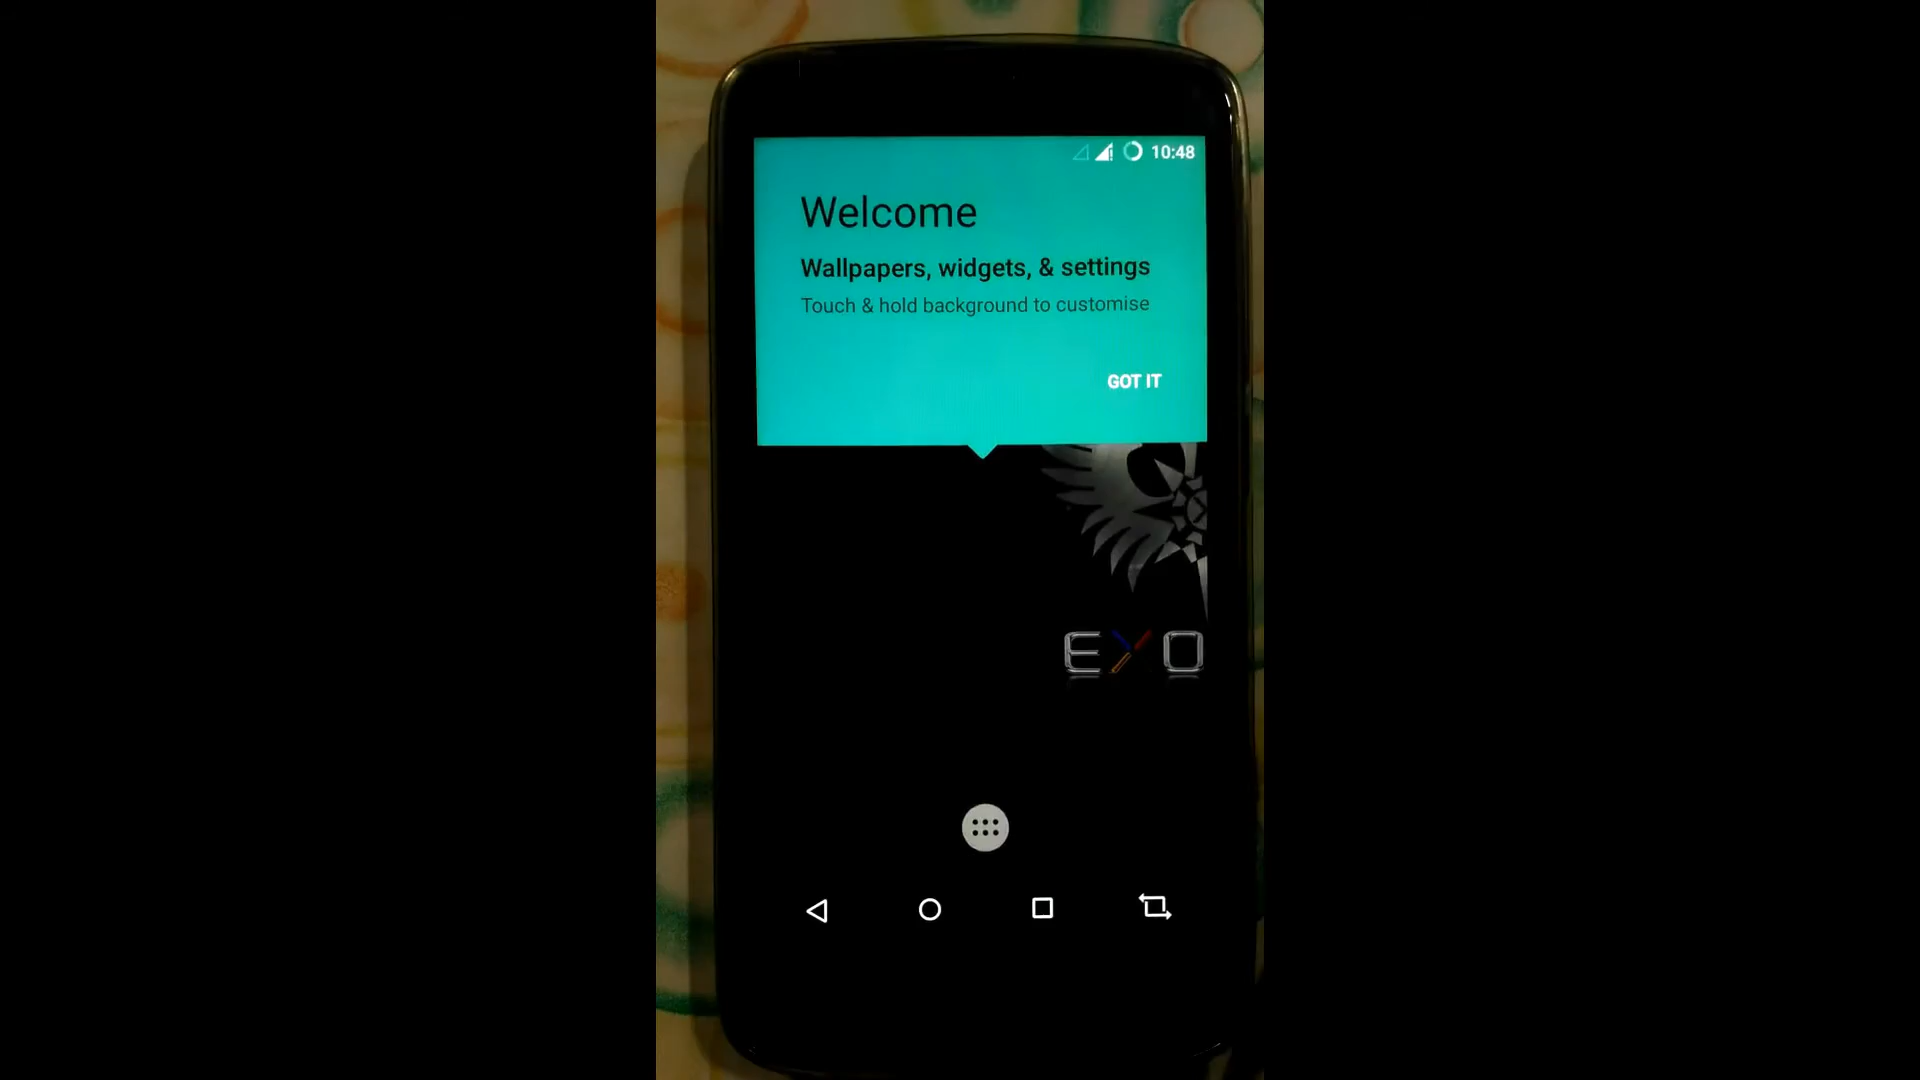 10:48
Welcome
Wallpapers, widgets, & settings
Touch & hold background to customise
GOT IT
EXO